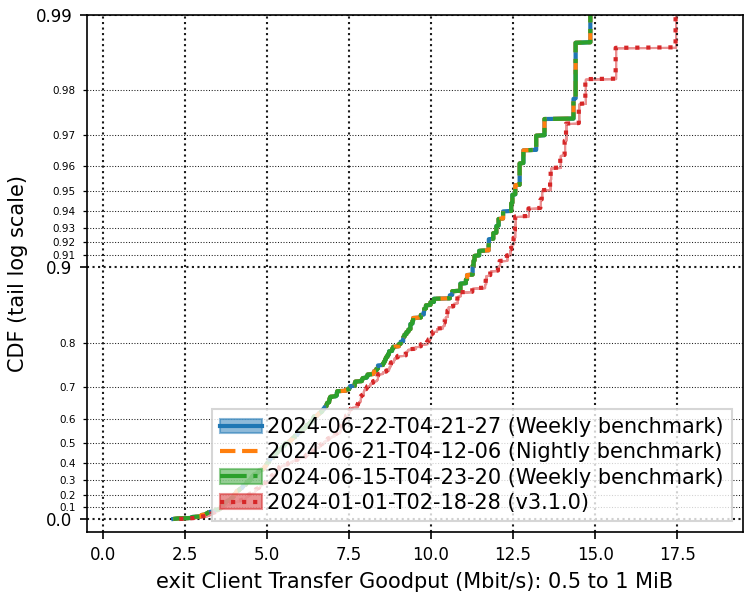 CDF (tail log scale)
0.99
0.98
0.97
0.96
0.95
0.94
0.93
0.92
0.91
0.9
0.8
0.7
0.6
0.5
0.4
0.3
0.2
0.1
0.0
2024-06-22-T04-21-27 (Weekly benchmark)
2024-06-21-T04-12-06 (Nightly benchmark)
2024-06-15-T04-23-20 (Weekly benchmark)
2024-01-01-T02-18-28 (v3.1.0)
0.0 2.5 5.0 7.5 10.0 12.5 15.0 17.5
exit Client Transfer Goodput (Mbit/s): 0.5 to 1 MiB